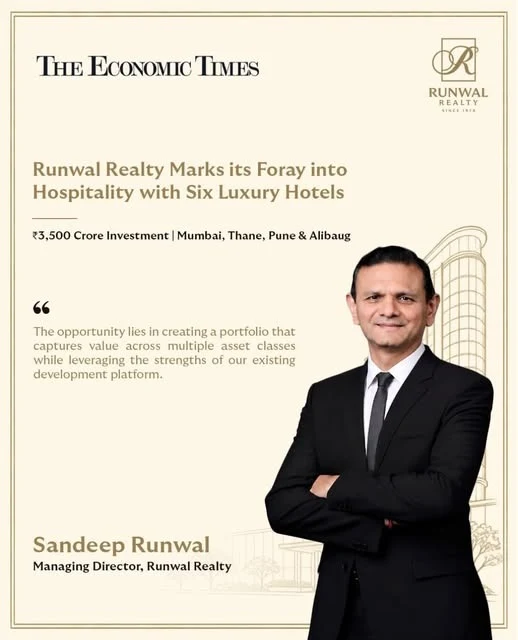 THE ECONOMIC TIMES
R
RUNWAL
REALTY
SINCE 1978
Runwal Realty Marks its Foray into
Hospitality with Six Luxury Hotels
₹3,500 Crore Investment | Mumbai, Thane, Pune & Alibaug
“
The opportunity lies in creating a portfolio that
captures value across multiple asset classes
while leveraging the strengths of our existing
development platform.
Sandeep Runwal
Managing Director, Runwal Realty